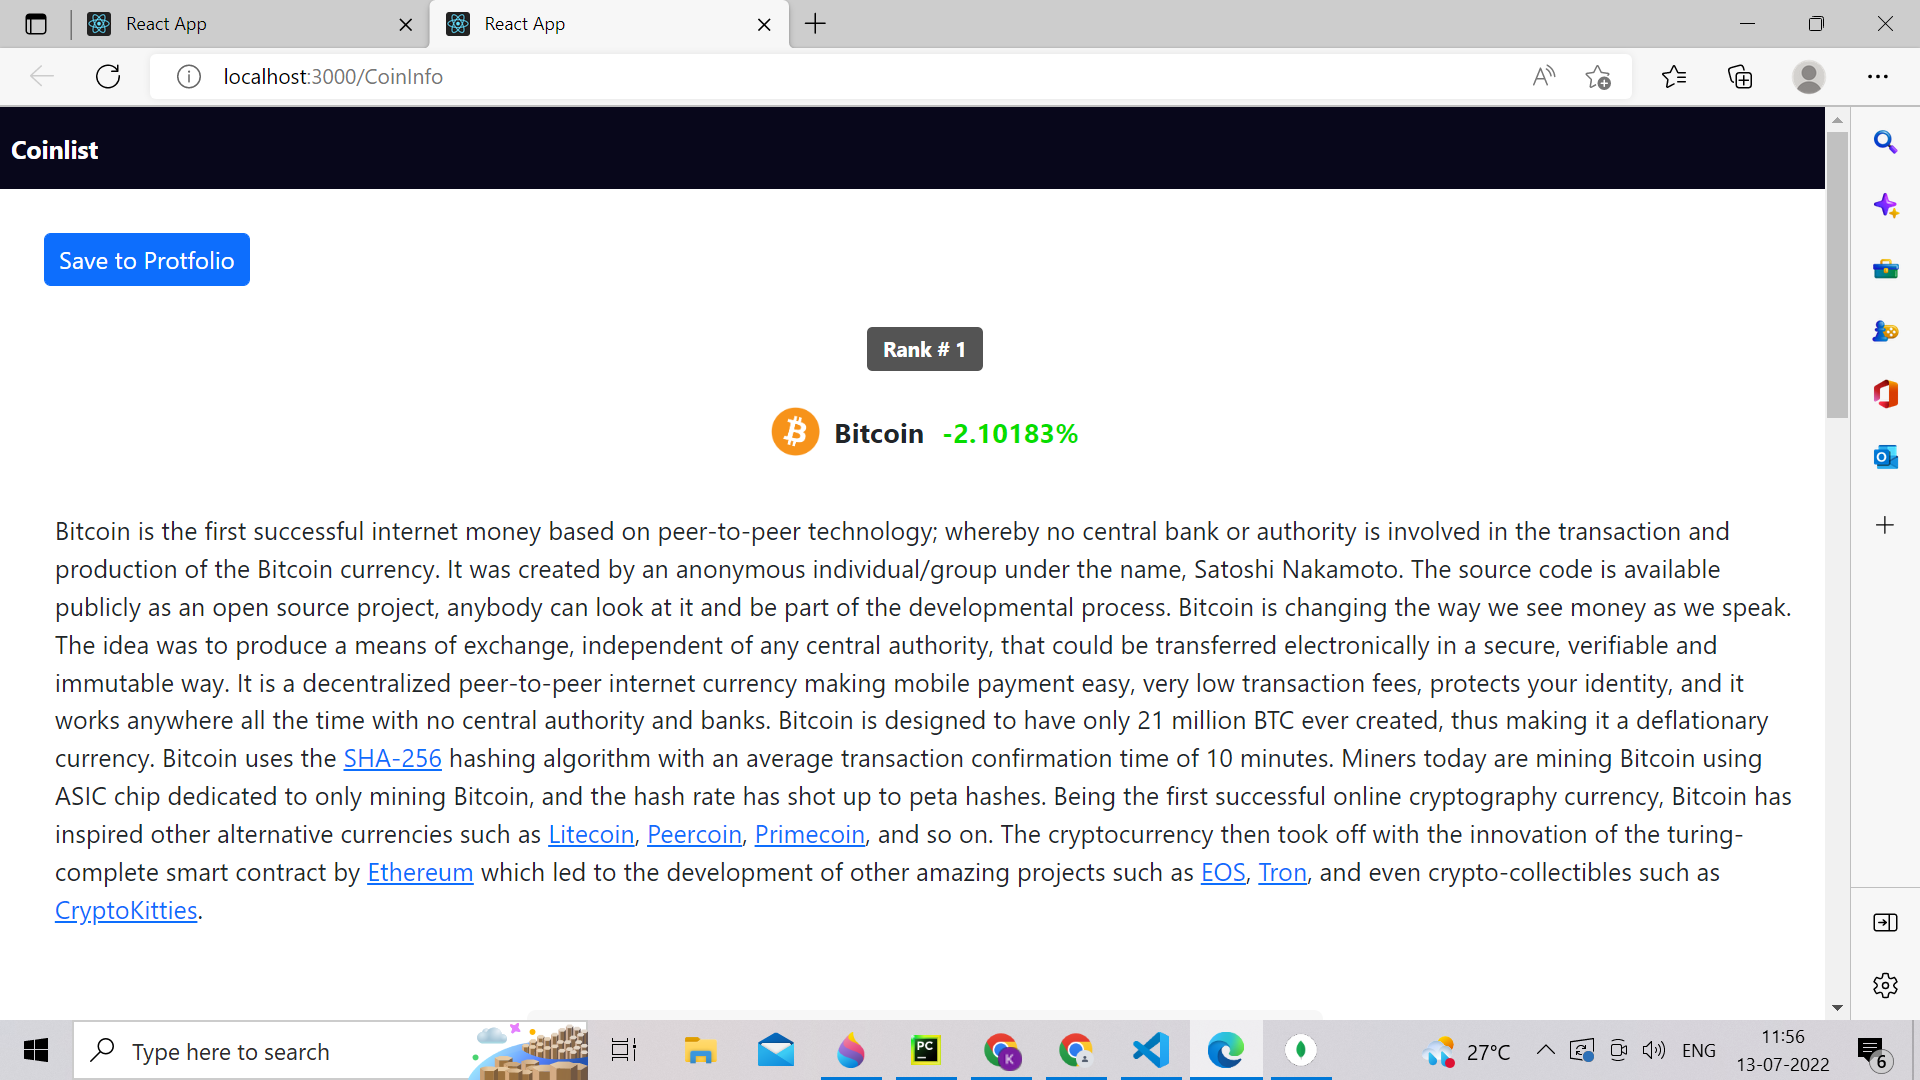 React App
React App
localhost:3000/CoinInfo
Coinlist
Save to Protfolio
Rank # 1
Bitcoin -2.10183%
Bitcoin is the first successful internet money based on peer-to-peer technology; whereby no central bank or authority is involved in the transaction and
production of the Bitcoin currency. It was created by an anonymous individual/group under the name, Satoshi Nakamoto. The source code is available
publicly as an open source project, anybody can look at it and be part of the developmental process. Bitcoin is changing the way we see money as we speak.
The idea was to produce a means of exchange, independent of any central authority, that could be transferred electronically in a secure, verifiable and
immutable way. It is a decentralized peer-to-peer internet currency making mobile payment easy, very low transaction fees, protects your identity, and it
works anywhere all the time with no central authority and banks. Bitcoin is designed to have only 21 million BTC ever created, thus making it a deflationary
currency. Bitcoin uses the SHA-256 hashing algorithm with an average transaction confirmation time of 10 minutes. Miners today are mining Bitcoin using
ASIC chip dedicated to only mining Bitcoin, and the hash rate has shot up to peta hashes. Being the first successful online cryptography currency, Bitcoin has
inspired other alternative currencies such as Litecoin, Peercoin, Primecoin, and so on. The cryptocurrency then took off with the innovation of the turing-
complete smart contract by Ethereum which led to the development of other amazing projects such as EOS, Tron, and even crypto-collectibles such as
CryptoKitties.
Type here to search
PC
K
27°C
ENG
11:56
13-07-2022
6